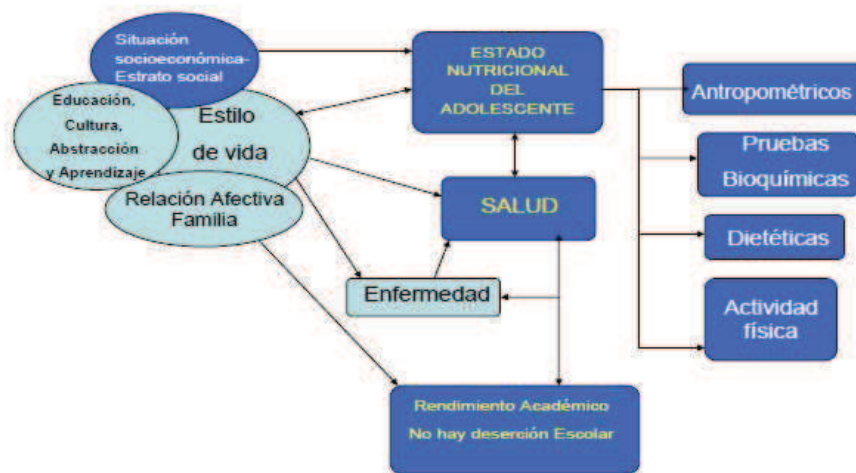 Situación
socioeconómica-
Estrato social
Educación,
Cultura,
Abstracción
y Aprendizaje
Estilo
de vida
Relación Afectiva
Familia
ESTADO
NUTRICIONAL
DEL
ADOLESCENTE
SALUD
Enfermedad
Rendimiento Académico
No hay deserción Escolar
Antropométricos
Pruebas
Bioquímicas
Dietéticas
Actividad
física